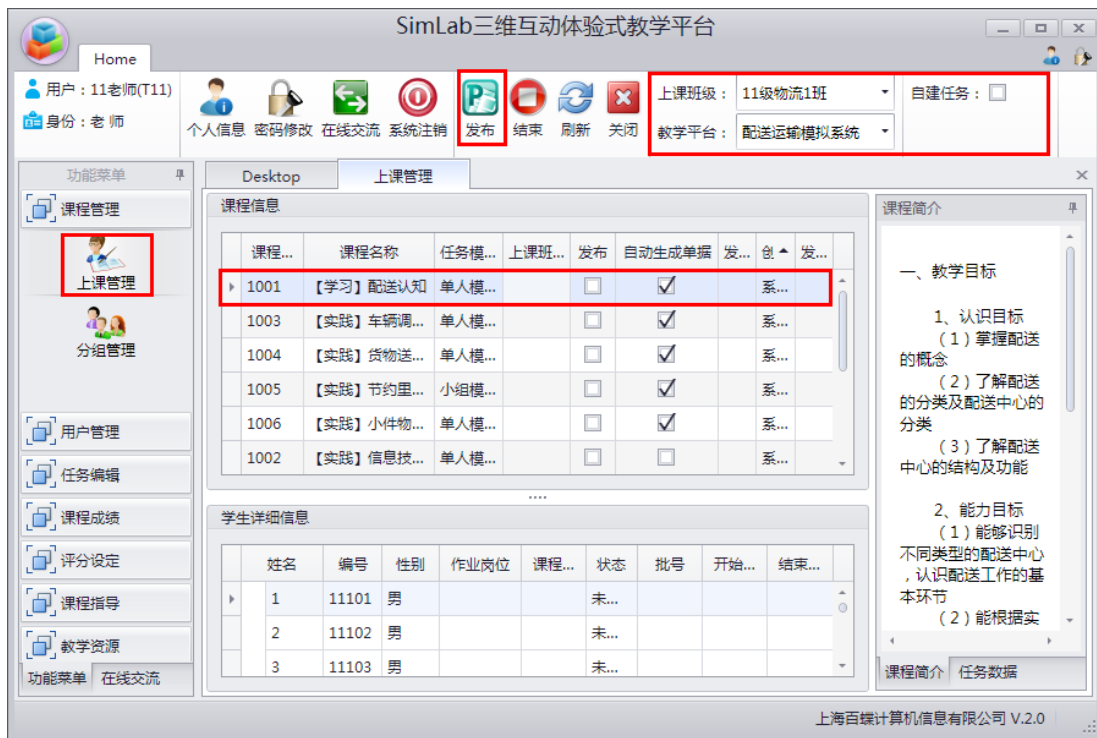 SimLab三维互动体验式教学平台
Home
用户：11老师(T11)
身份：老 师
个人信息 密码修改 在线交流 系统注销 发布 结束 刷新 关闭
上课班级： 11级物流1班 自建任务：
教学平台： 配送运输模拟系统
功能菜单
课程管理
上课管理
分组管理
用户管理
任务编辑
课程成绩
评分设定
课程指导
教学资源
功能菜单 在线交流
Desktop 上课管理
课程信息
课程... 课程名称 任务模... 上课班... 发布 自动生成单据 发... 创 发...
1001 【学习】配送认知 单人模... 系...
1003 【实践】车辆调... 单人模... 系...
1004 【实践】货物送... 单人模... 系...
1005 【实践】节约里... 小组模... 系...
1006 【实践】小件物... 单人模... 系...
1002 【实践】信息技... 单人模... 系...
学生详细信息
姓名 编号 性别 作业岗位 课程... 状态 批号 开始... 结束...
1 11101 男 未...
2 11102 男 未...
3 11103 男 未...
课程简介
一、教学目标
1、认识目标
（1）掌握配送
的概念
（2）了解配送
的分类及配送中心的
分类
（3）了解配送
中心的结构及功能
2、能力目标
（1）能够识别
不同类型的配送中心
，认识配送工作的基
本环节
（2）能根据实
课程简介 任务数据
上海百蝶计算机信息有限公司 V.2.0